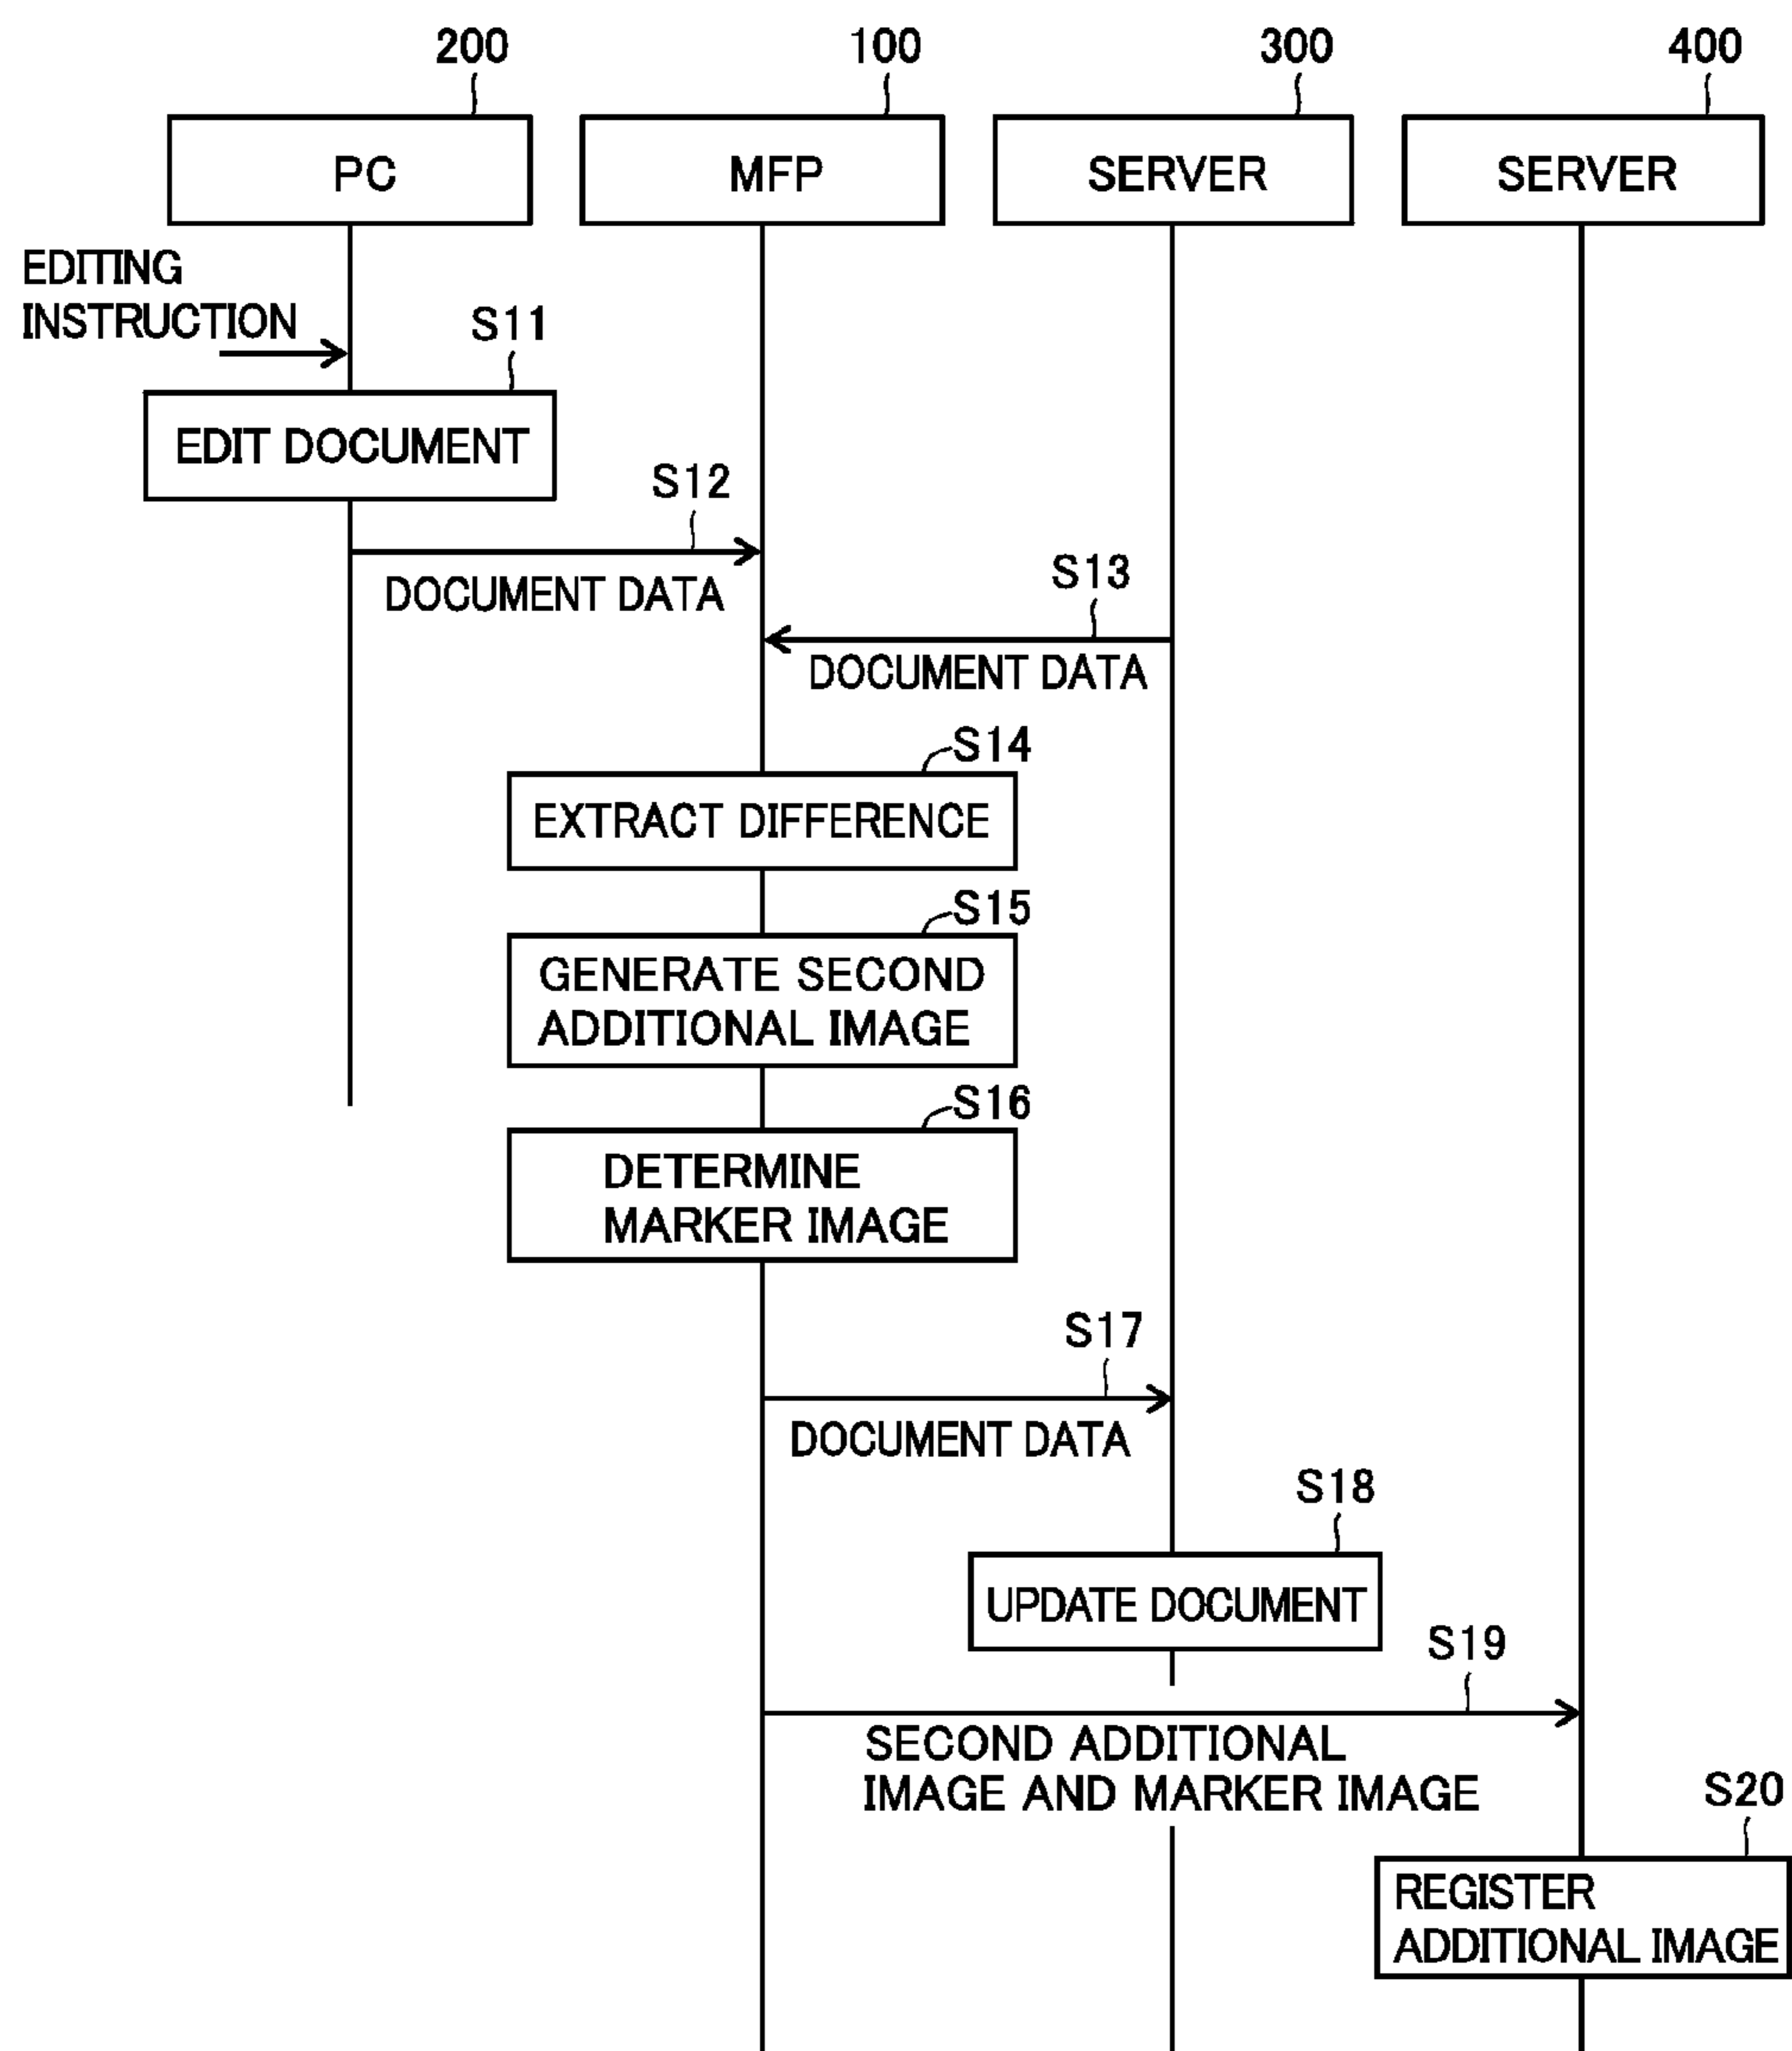 200
100
300
400
PC
MFP
SERVER
SERVER
EDITING
INSTRUCTION
S11
EDIT DOCUMENT
S12
DOCUMENT DATA
S13
DOCUMENT DATA
S14
EXTRACT DIFFERENCE
S15
GENERATE SECOND
ADDITIONAL IMAGE
S16
DETERMINE
MARKER IMAGE
S17
DOCUMENT DATA
S18
UPDATE DOCUMENT
S19
SECOND ADDITIONAL
IMAGE AND MARKER IMAGE
S20
REGISTER
ADDITIONAL IMAGE